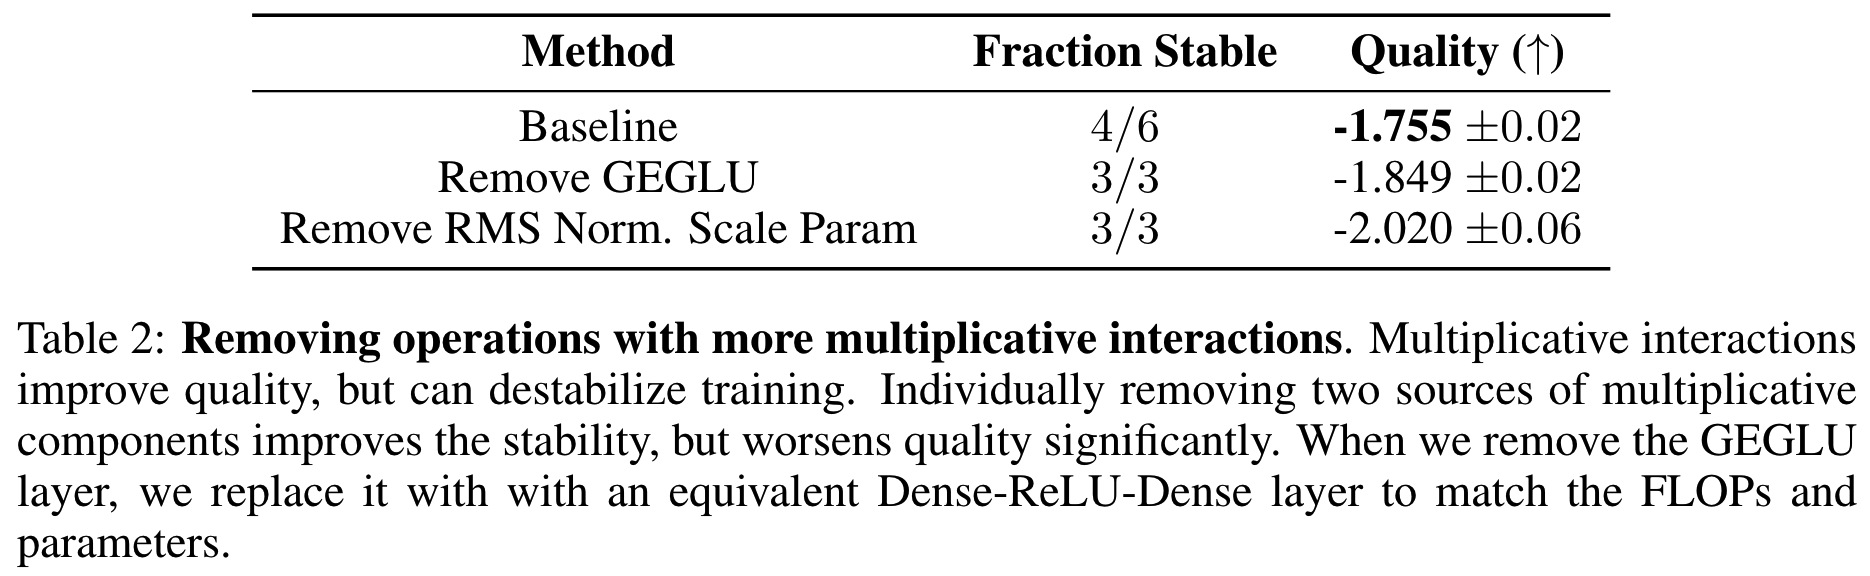 Method Fraction Stable Quality (↑)
Baseline 4/6 -1.755 ±0.02
Remove GEGLU 3/3 -1.849 ±0.02
Remove RMS Norm. Scale Param 3/3 -2.020 ±0.06
Table 2: Removing operations with more multiplicative interactions. Multiplicative interactions
improve quality, but can destabilize training. Individually removing two sources of multiplicative
components improves the stability, but worsens quality significantly. When we remove the GEGLU
layer, we replace it with with an equivalent Dense-ReLU-Dense layer to match the FLOPs and
parameters.